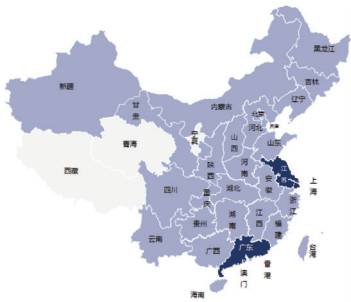 黑龙江
吉林
辽宁
新疆
内蒙古
甘肃
北京
河北
天津
山西
宁夏
青海
山东
陕西
河南
江苏
西藏
安徽
上海
四川
重庆
湖北
浙江
湖南
江西
贵州
福建
云南
广西
广东
台湾
香港
澳门
海南